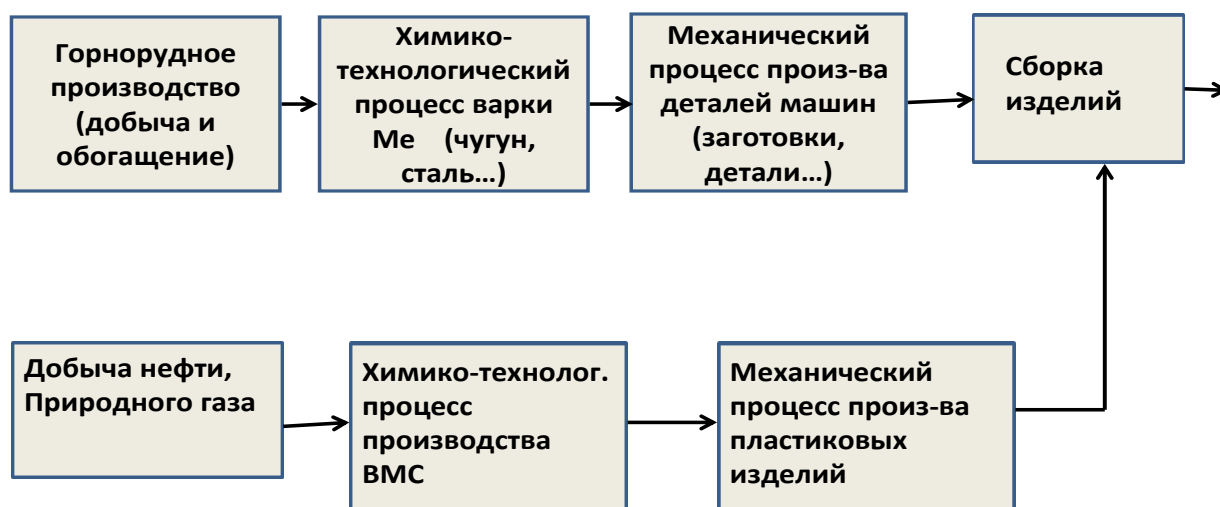 Горнорудное
производство
(добыча и
обогащение)
Химико-
технологический
процесс варки
Ме (чугун,
сталь...)
Механический
процесс произ-ва
деталей машин
(заготовки,
детали...)
Сборка
изделий
Добыча нефти,
Природного газа
Химико-технолог.
процесс
производства
ВМС
Механический
процесс произ-ва
пластиковых
изделий